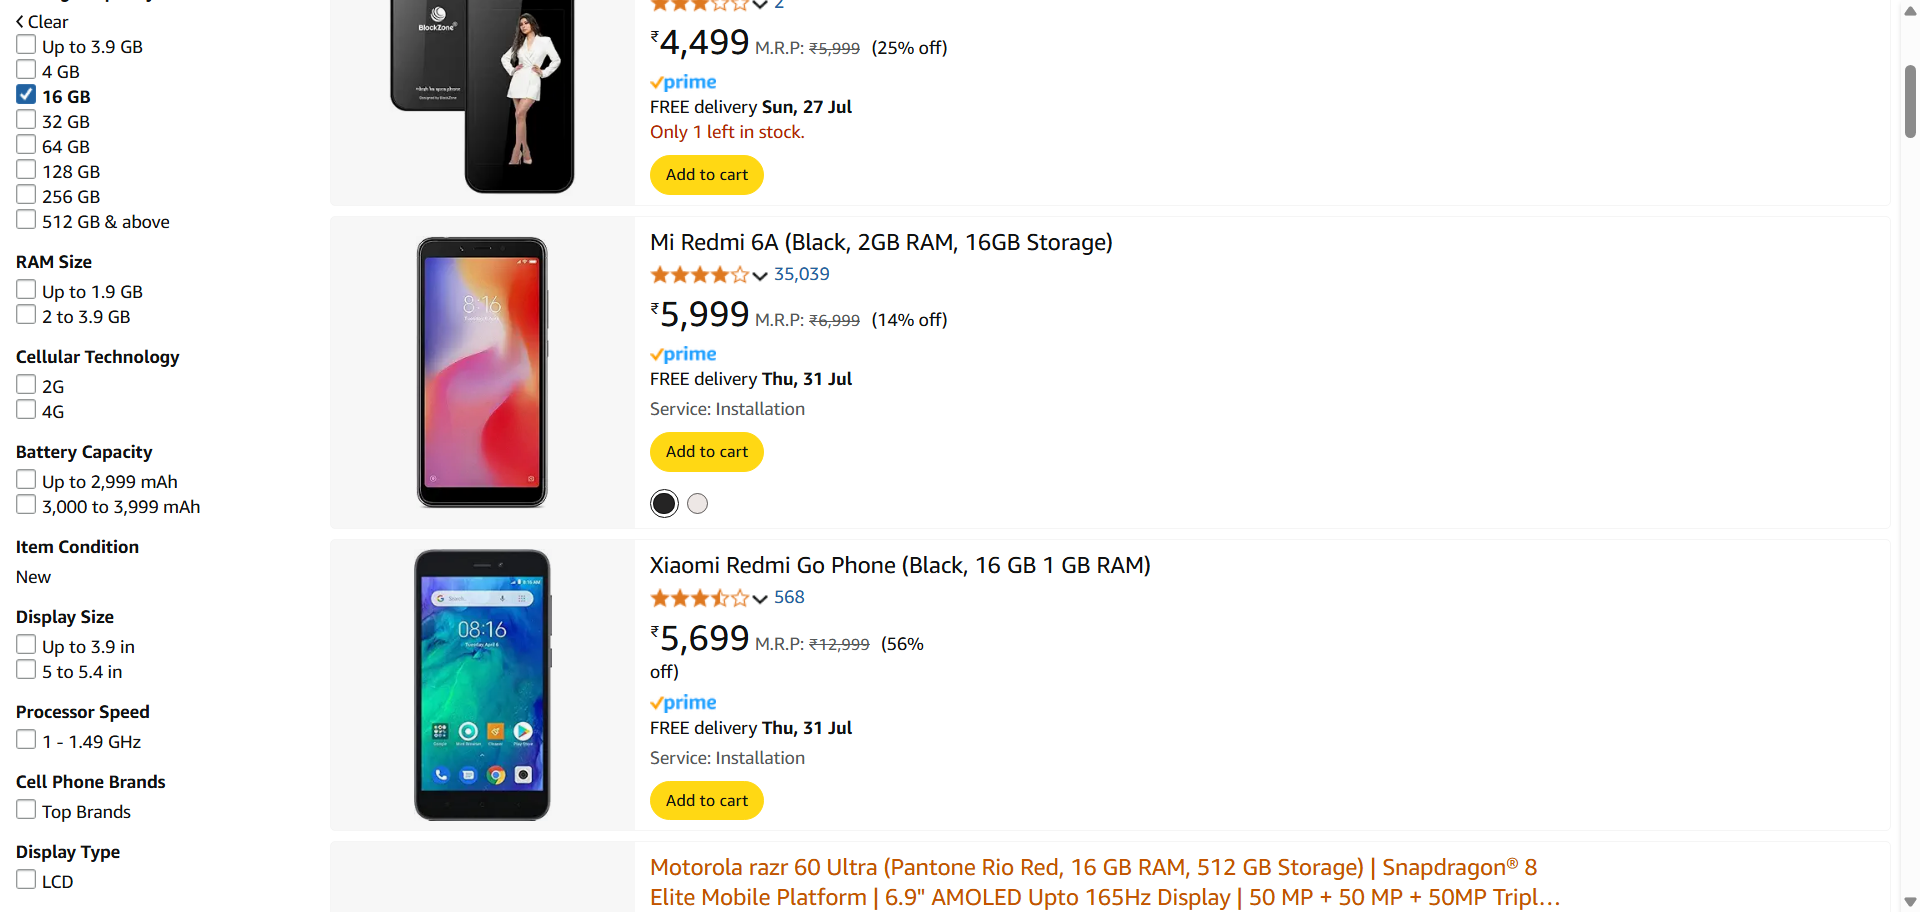 Clear
Up to 3.9 GB
4 GB
16 GB
32 GB
64 GB
128 GB
256 GB
512 GB & above
RAM Size
Up to 1.9 GB
2 to 3.9 GB
Cellular Technology
2G
4G
Battery Capacity
Up to 2,999 mAh
3,000 to 3,999 mAh
Item Condition
New
Display Size
Up to 3.9 in
5 to 5.4 in
Processor Speed
1 - 1.49 GHz
Cell Phone Brands
Top Brands
Display Type
LCD
BlockZone
2
₹4,499 M.R.P: ₹5,999 (25% off)
prime
FREE delivery Sun, 27 Jul
Only 1 left in stock.
Add to cart
8:16
Mi Redmi 6A (Black, 2GB RAM, 16GB Storage)
35,039
₹5,999 M.R.P: ₹6,999 (14% off)
prime
FREE delivery Thu, 31 Jul
Service: Installation
Add to cart
08:16
Xiaomi Redmi Go Phone (Black, 16 GB 1 GB RAM)
568
₹5,699 M.R.P: ₹12,999 (56%
off)
prime
FREE delivery Thu, 31 Jul
Service: Installation
Add to cart
Motorola razr 60 Ultra (Pantone Rio Red, 16 GB RAM, 512 GB Storage) | Snapdragon® 8
Elite Mobile Platform | 6.9" AMOLED Upto 165Hz Display | 50 MP + 50 MP + 50MP Tripl…